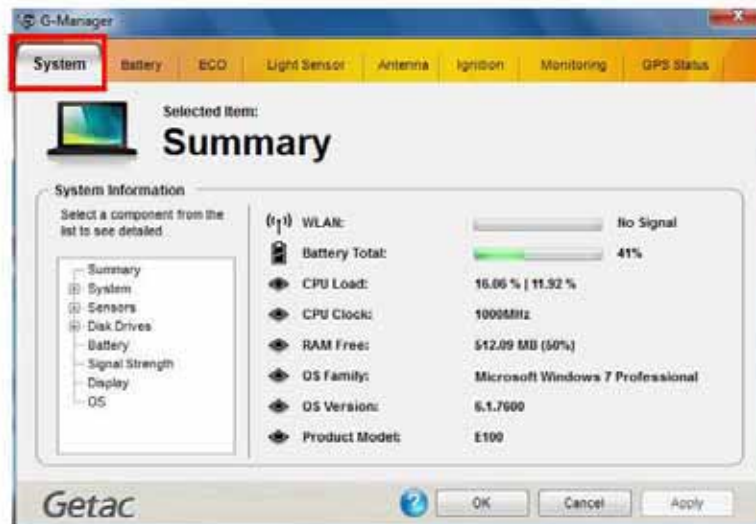 G-Manager
System Battery ECO Light Sensor Antenna Ignition Monitoring GPS Status
Selected Item:
Summary
System Information
Select a component from the
list to see detailed
Summary
System
Sensors
Disk Drives
Battery
Signal Strength
Display
OS
WLAN: No Signal
Battery Total: 41%
CPU Load: 16.06 % | 11.92 %
CPU Clock: 1000MHz
RAM Free: 512.09 MB (50%)
OS Family: Microsoft Windows 7 Professional
OS Version: 6.1.7600
Product Model: E100
Getac ? OK Cancel Apply